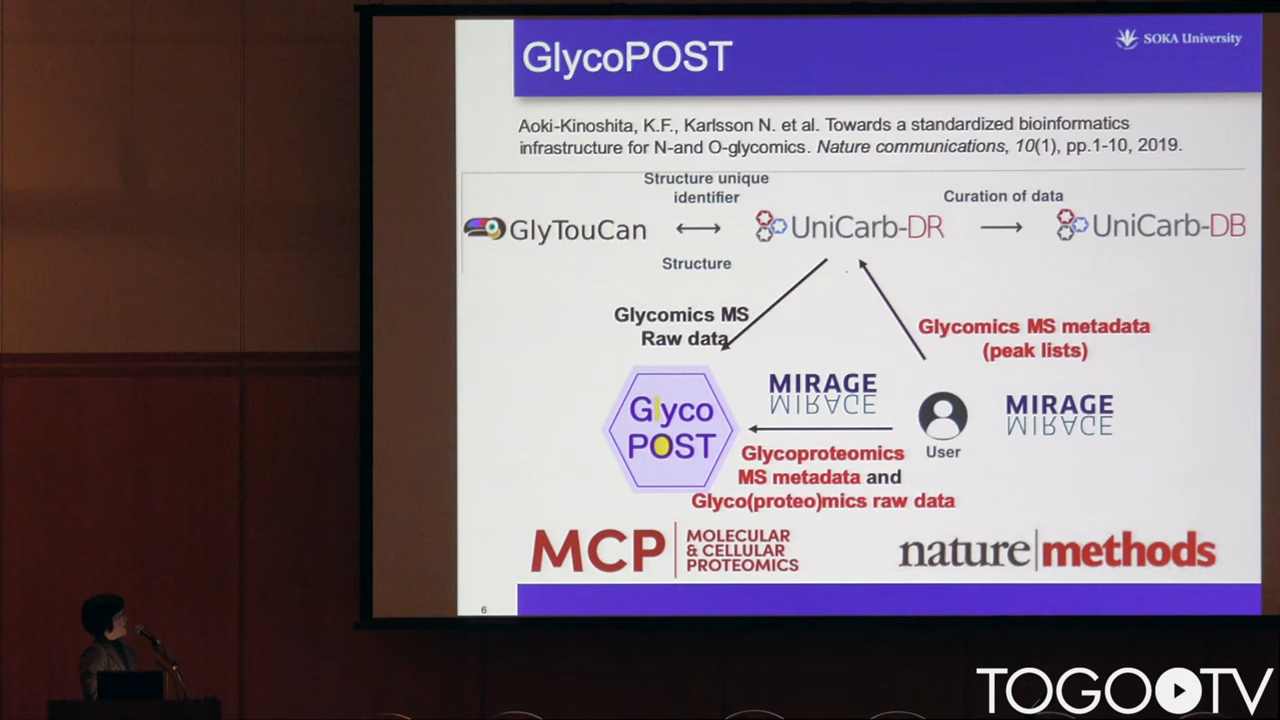 GlycoPOST
SOKA University
Aoki-Kinoshita, K.F., Karlsson N. et al. Towards a standardized bioinformatics
infrastructure for N-and O-glycomics. Nature communications, 10(1), pp.1-10, 2019.
Structure unique
identifier
Curation of data
GlyTouCan
UniCarb-DR
UniCarb-DB
Structure
Glycomics MS
Raw data
Glycomics MS metadata
(peak lists)
MIRAGE
MIRAGE
MIRAGE
MIRAGE
Glyco
POST
User
Glycoproteomics
MS metadata and
Glyco(proteo)mics raw data
MCP
MOLECULAR
& CELLULAR
PROTEOMICS
nature methods
6
TOGO TV